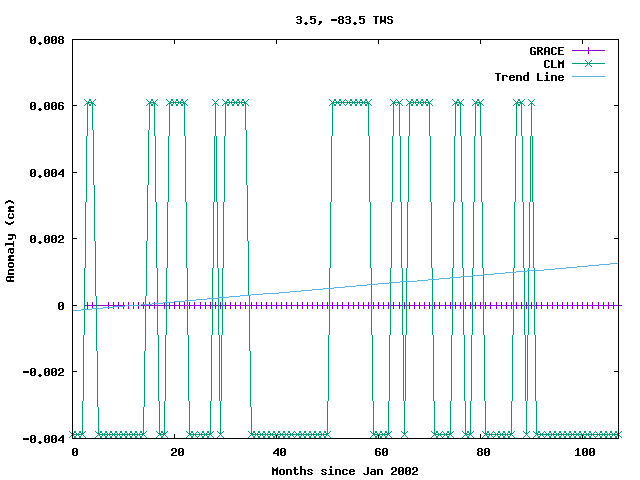 3.5, -83.5 TWS
GRACE
CLM
Trend Line
0.008
0.006
0.004
0.002
0
-0.002
-0.004
Anomaly (cm)
0 20 40 60 80 100
Months since Jan 2002